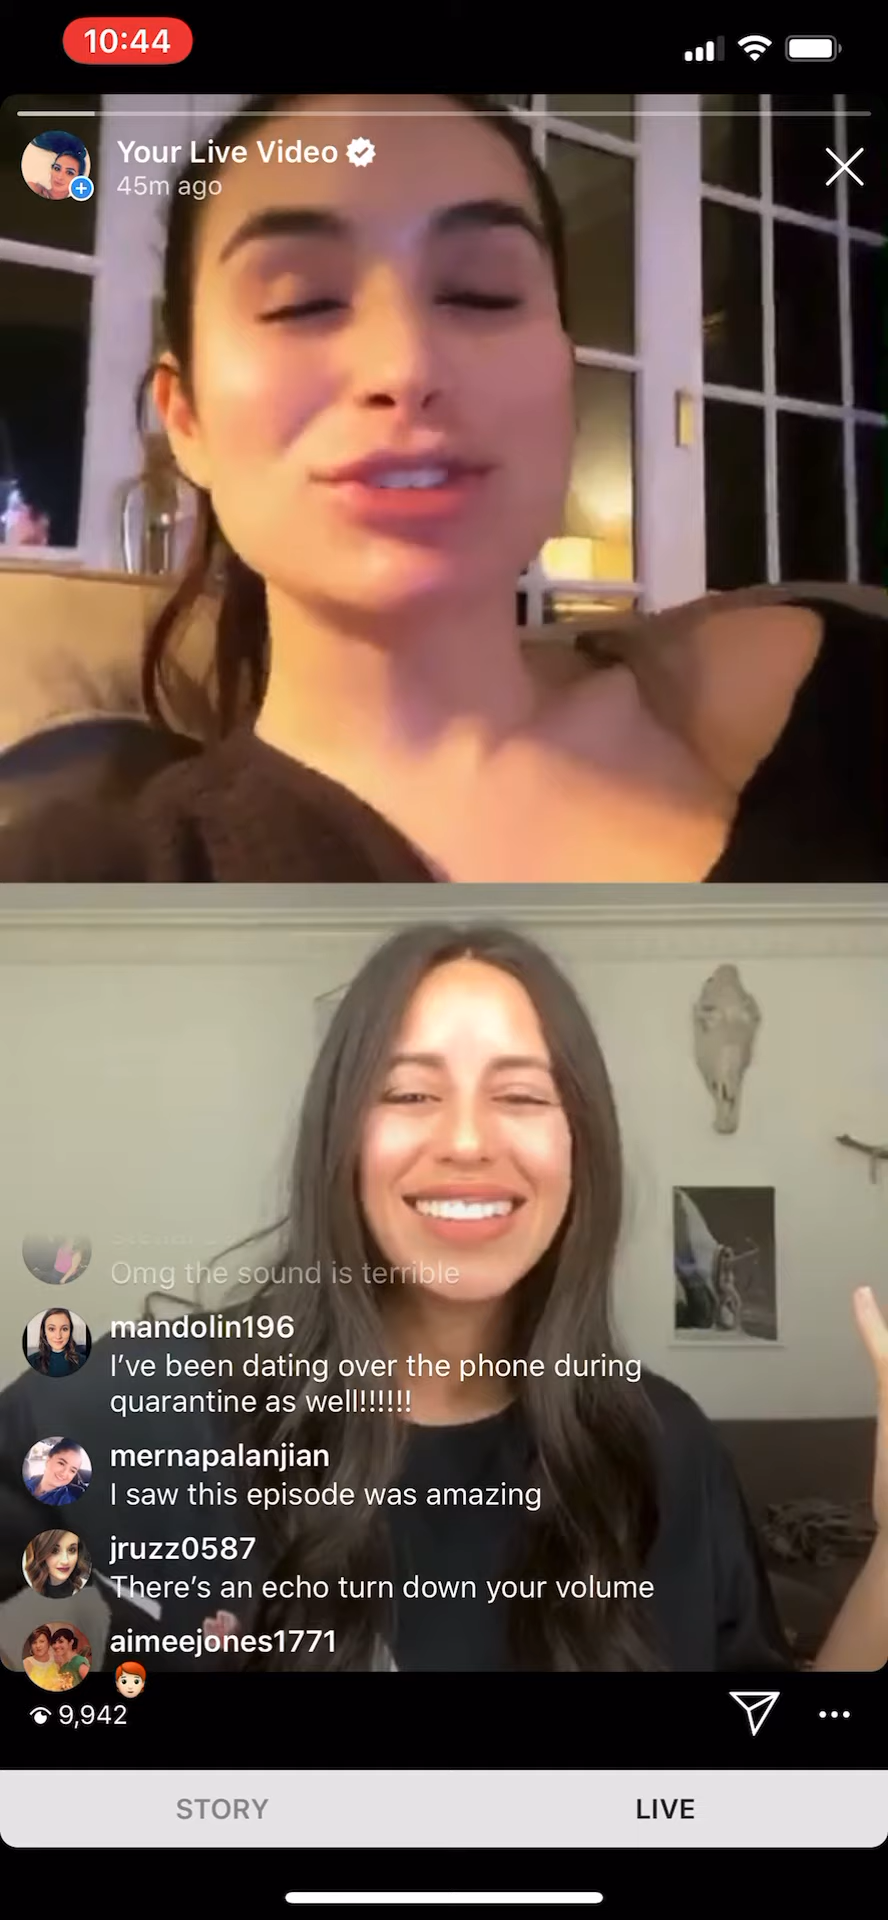 10:44
Your Live Video
45m ago
Omg the sound is terrible
mandolin196
I've been dating over the phone during
quarantine as well!!!!!!
mernapalanjian
I saw this episode was amazing
jruzz0587
There's an echo turn down your volume
aimeejones1771
9,942
STORY
LIVE